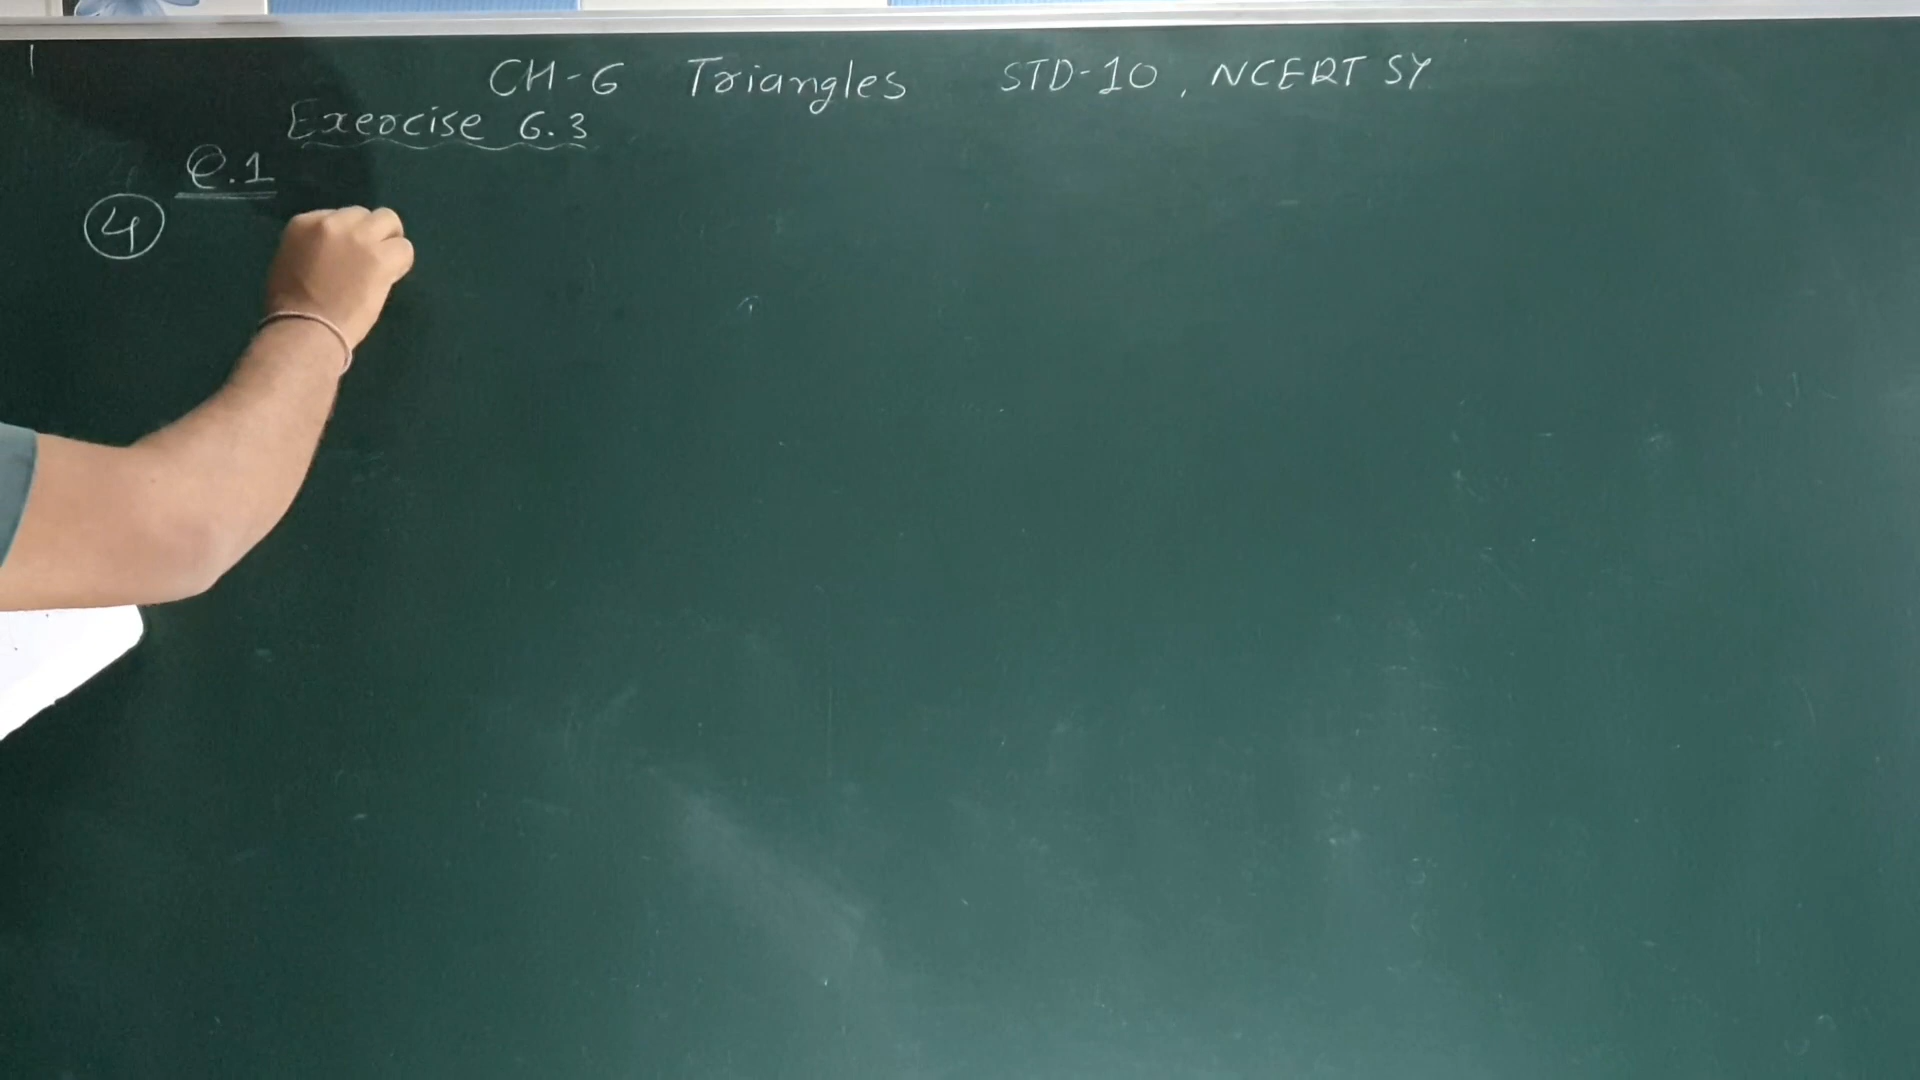 CH-6 Triangles STD-10, NCERT SY
Exercise 6.3
Q.1
4